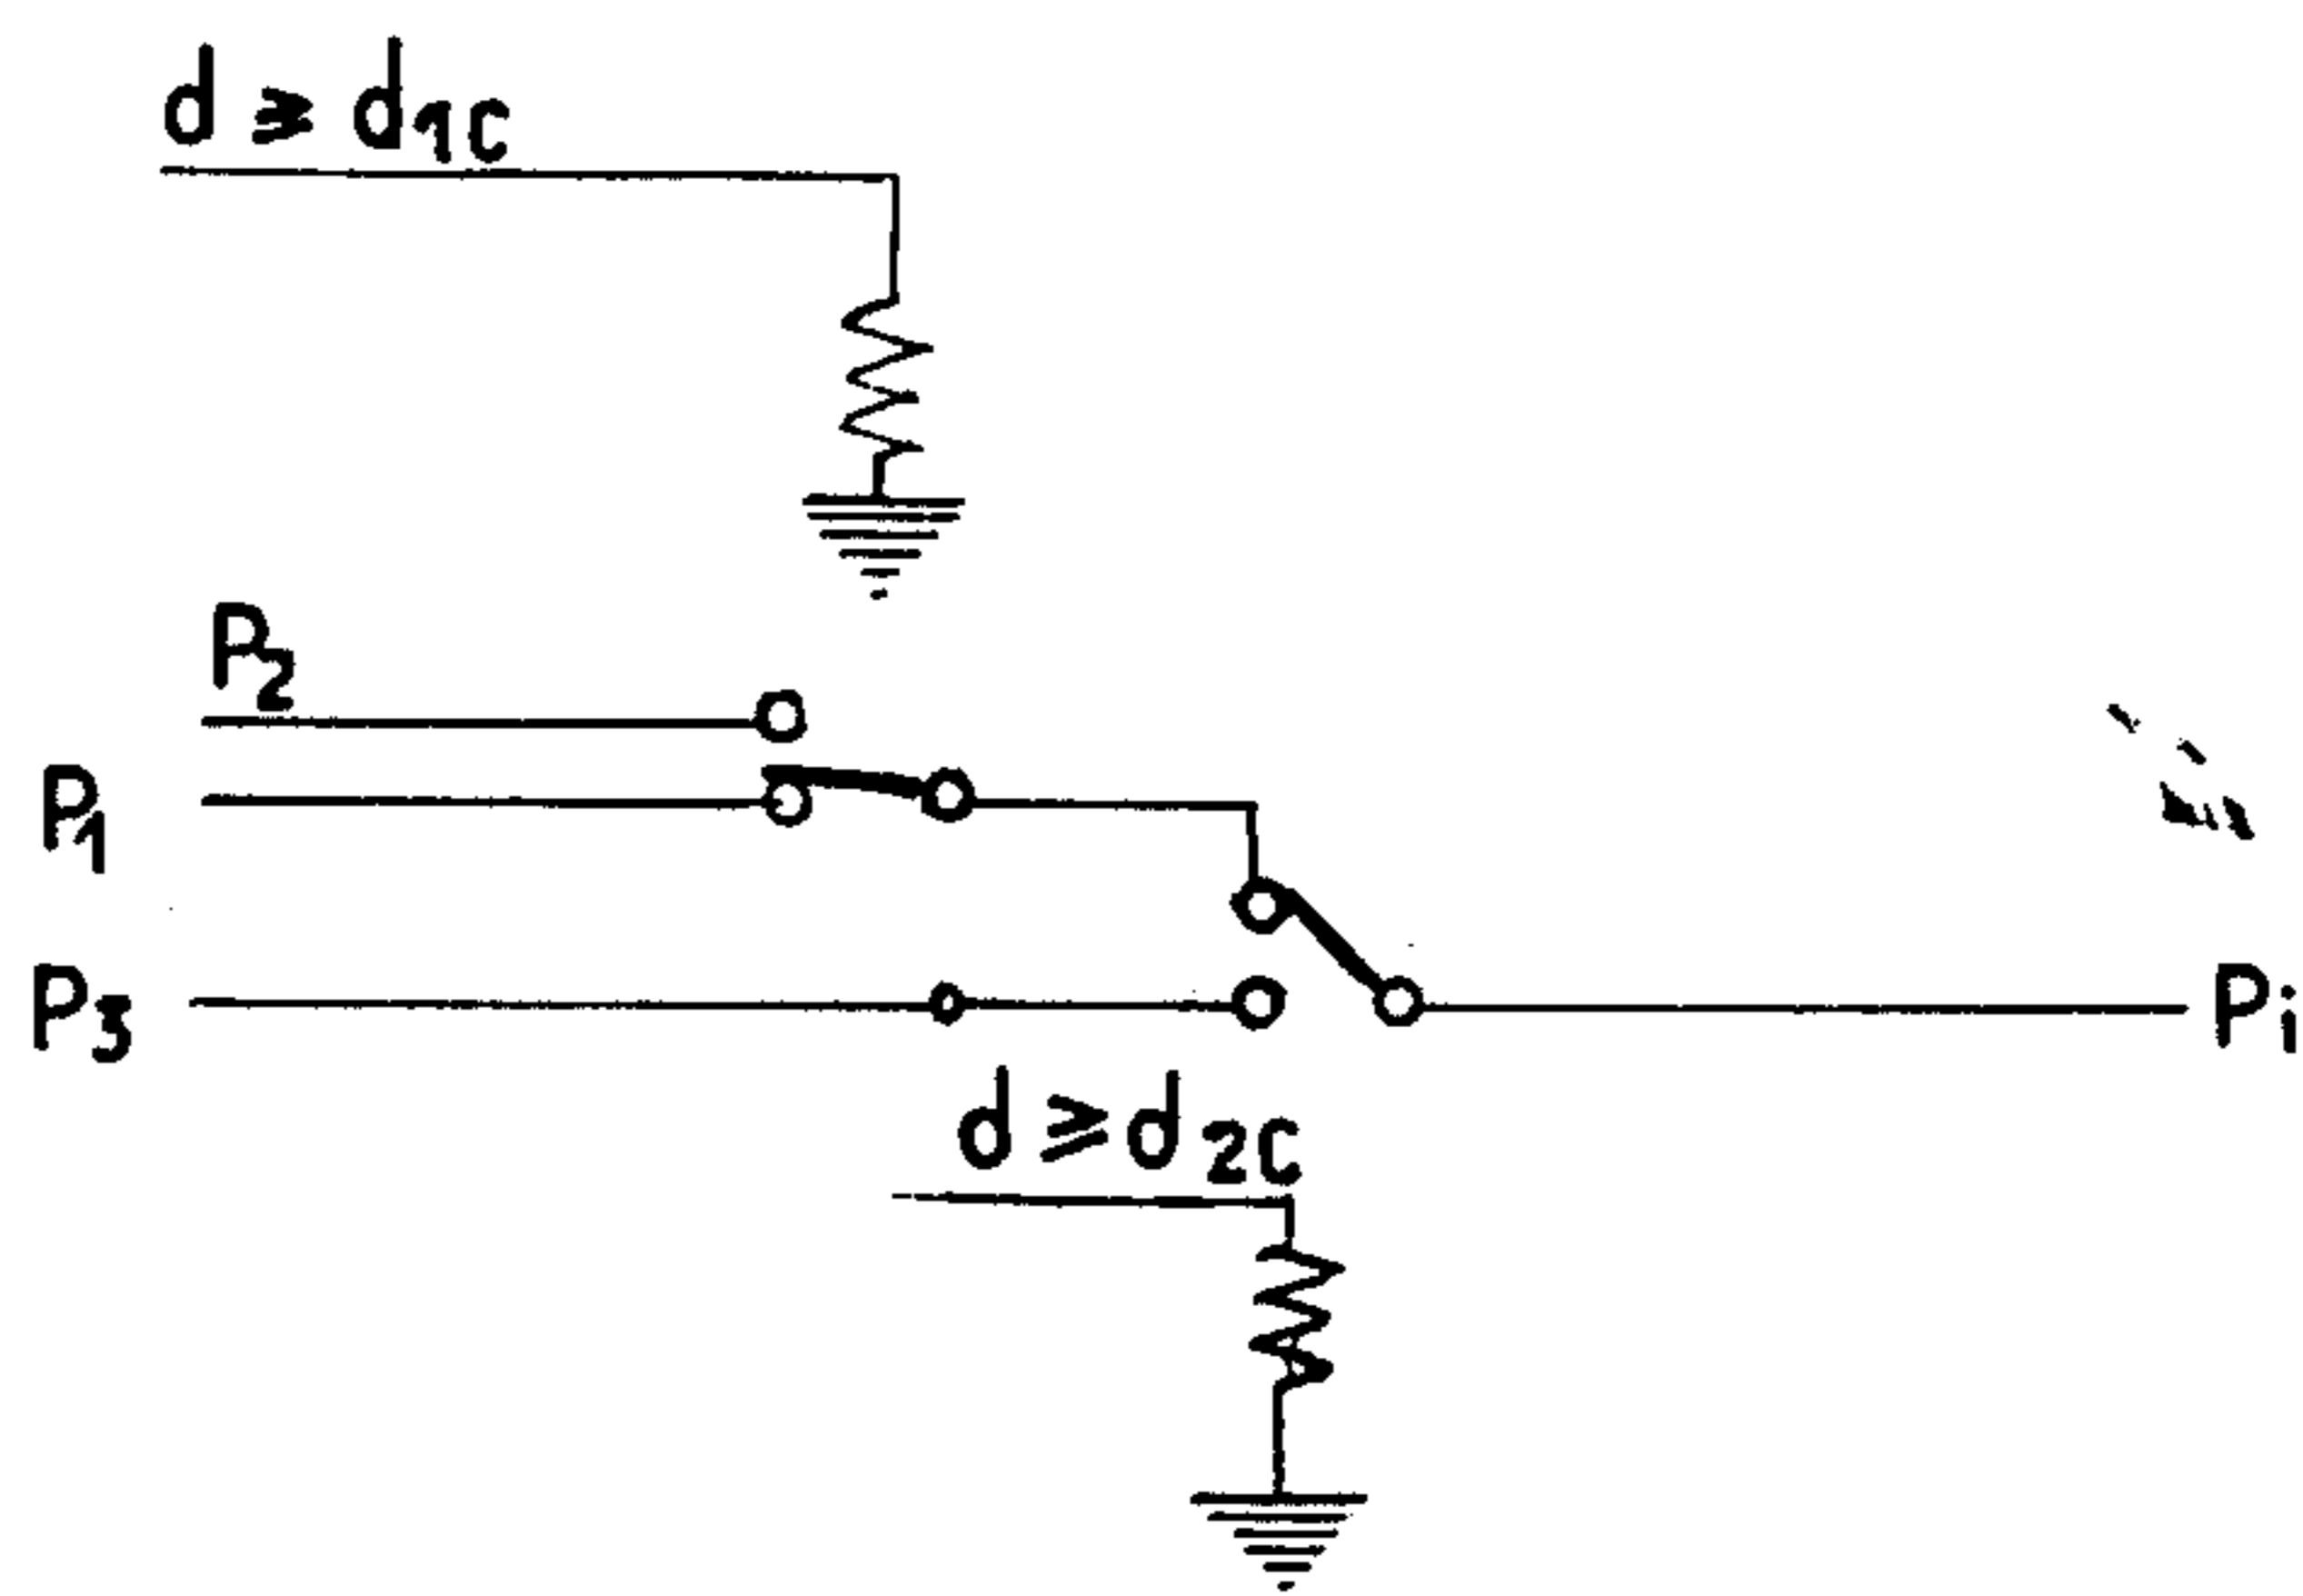 d ⩾ d1C
P2
P1
P3
Pi
d ⩾ d2C